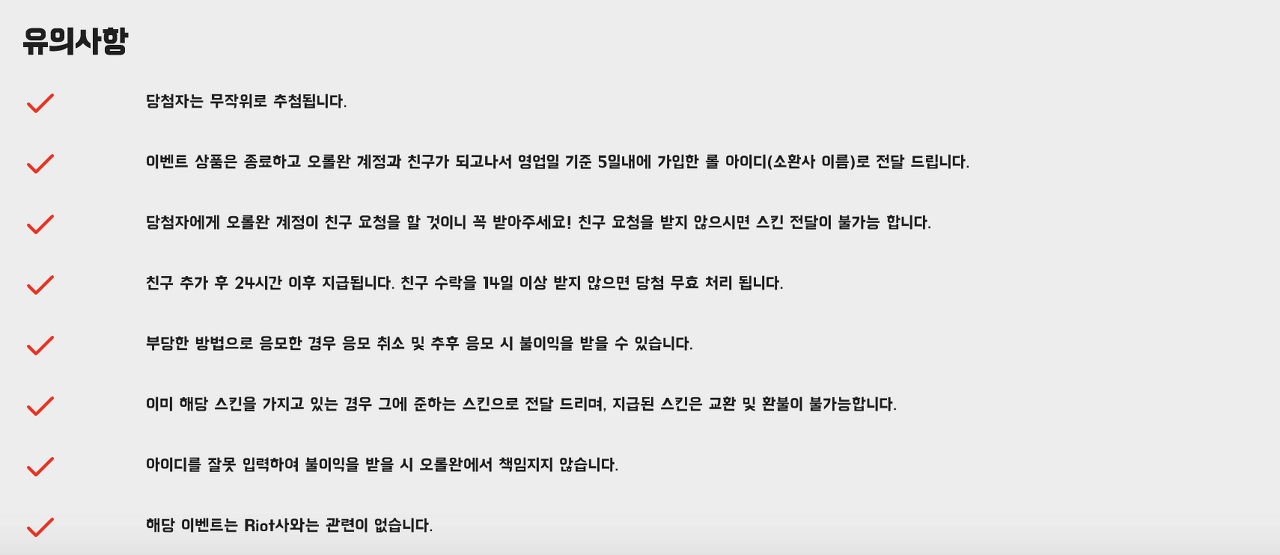 유의사항
당첨자는 무작위로 추첨됩니다.
이벤트 상품은 종료하고 오롤완 계정과 친구가 되고나서 영업일 기준 5일내에 가입한 롤 아이디(소환사 이름)로 전달 드립니다.
당첨자에게 오롤완 계정이 친구 요청을 할 것이니 꼭 받아주세요! 친구 요청을 받지 않으시면 스킨 전달이 불가능 합니다.
친구 추가 후 24시간 이후 지급됩니다. 친구 수락을 14일 이상 받지 않으면 당첨 무효 처리 됩니다.
부당한 방법으로 응모한 경우 응모 취소 및 추후 응모 시 불이익을 받을 수 있습니다.
이미 해당 스킨을 가지고 있는 경우 그에 준하는 스킨으로 전달 드리며, 지급된 스킨은 교환 및 환불이 불가능합니다.
아이디를 잘못 입력하여 불이익을 받을 시 오롤완에서 책임지지 않습니다.
해당 이벤트는 Riot사와는 관련이 없습니다.